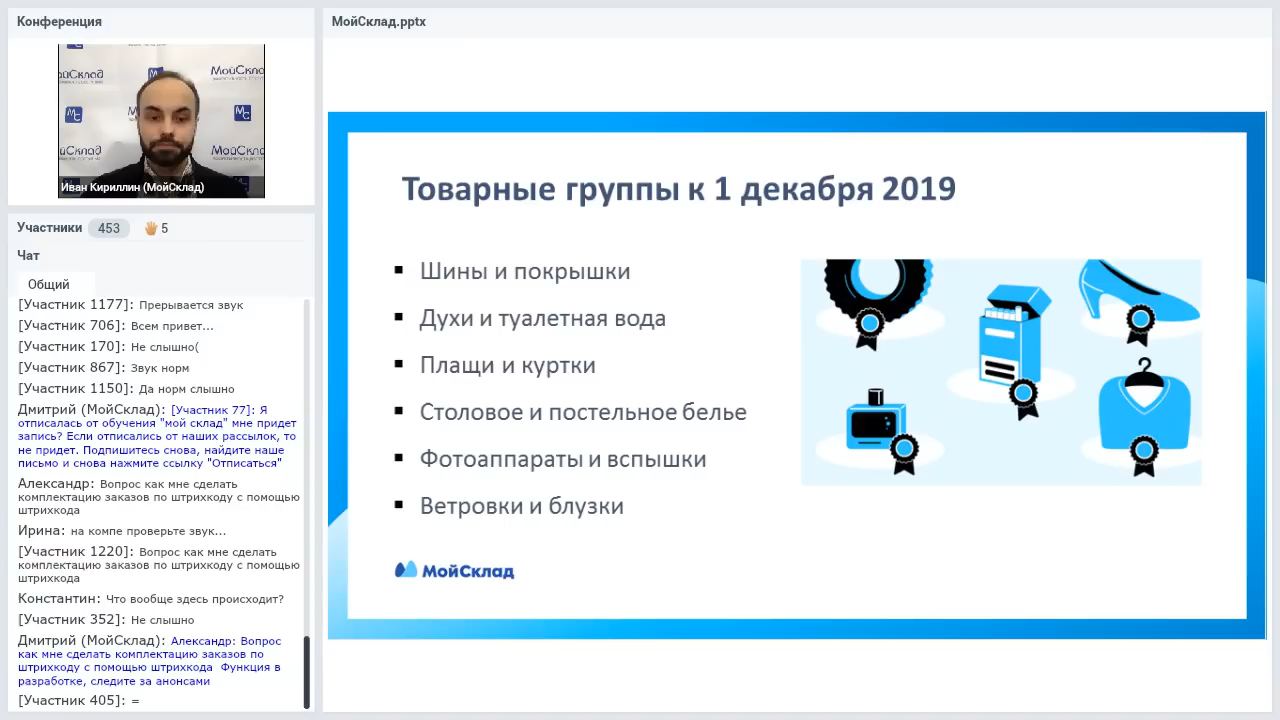 Конференция
МойСклад
МойСклад
МойСклад
Иван Кириллин (МойСклад)
Участники 453 5
Чат
Общий
[Участник 1177]: Прерывается звук
[Участник 706]: Всем привет...
[Участник 170]: Не слышно(
[Участник 867]: Звук норм
[Участник 1150]: Да норм слышно
Дмитрий (МойСклад): [Участник 77]: Я
отписалась от обучения "мой склад" мне придет
запись? Если отписались от наших рассылок, то
не придет. Подпишитесь снова, найдите наше
письмо и снова нажмите ссылку "Отписаться"
Александр: Вопрос как мне сделать
комплектацию заказов по штрихкоду с помощью
штрихкода
Ирина: на компе проверьте звук...
[Участник 1220]: Вопрос как мне сделать
комплектацию заказов по штрихкоду с помощью
штрихкода
Константин: Что вообще здесь происходит?
[Участник 352]: Не слышно
Дмитрий (МойСклад): Александр: Вопрос
как мне сделать комплектацию заказов по
штрихкоду с помощью штрихкода Функция в
разработке, следите за анонсами
[Участник 405]: =
МойСклад.pptx
Товарные группы к 1 декабря 2019
▪ Шины и покрышки
▪ Духи и туалетная вода
▪ Плащи и куртки
▪ Столовое и постельное белье
▪ Фотоаппараты и вспышки
▪ Ветровки и блузки
МойСклад